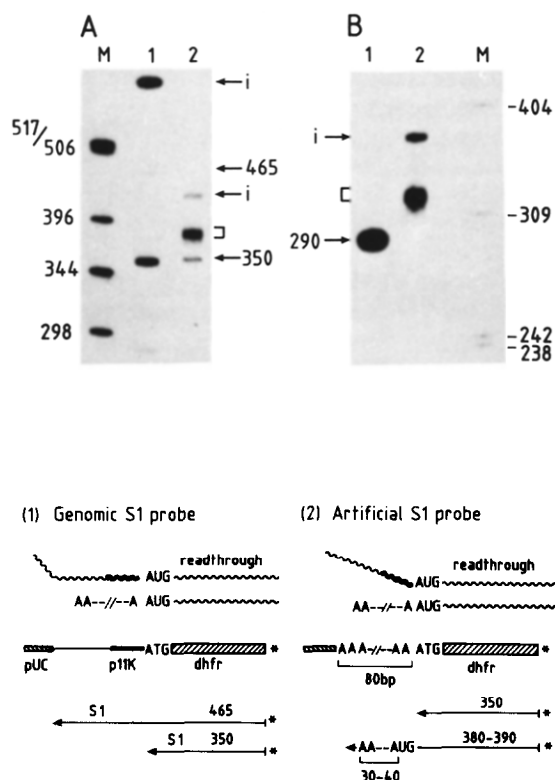 A
B
M 1 2
1 2 M
i
517/506
465
i
396
350
344
298
404
i
309
290
242
238
(1) Genomic S1 probe
readthrough
AUG
AA--//--A AUG
ATG *
pUC p11K dhfr
S1 465 *
S1 350 *
(2) Artificial S1 probe
readthrough
AUG
AA--//--A AUG
AAA-//--AA ATG *
80bp dhfr
350 *
AA--AUG 380-390 *
30-40